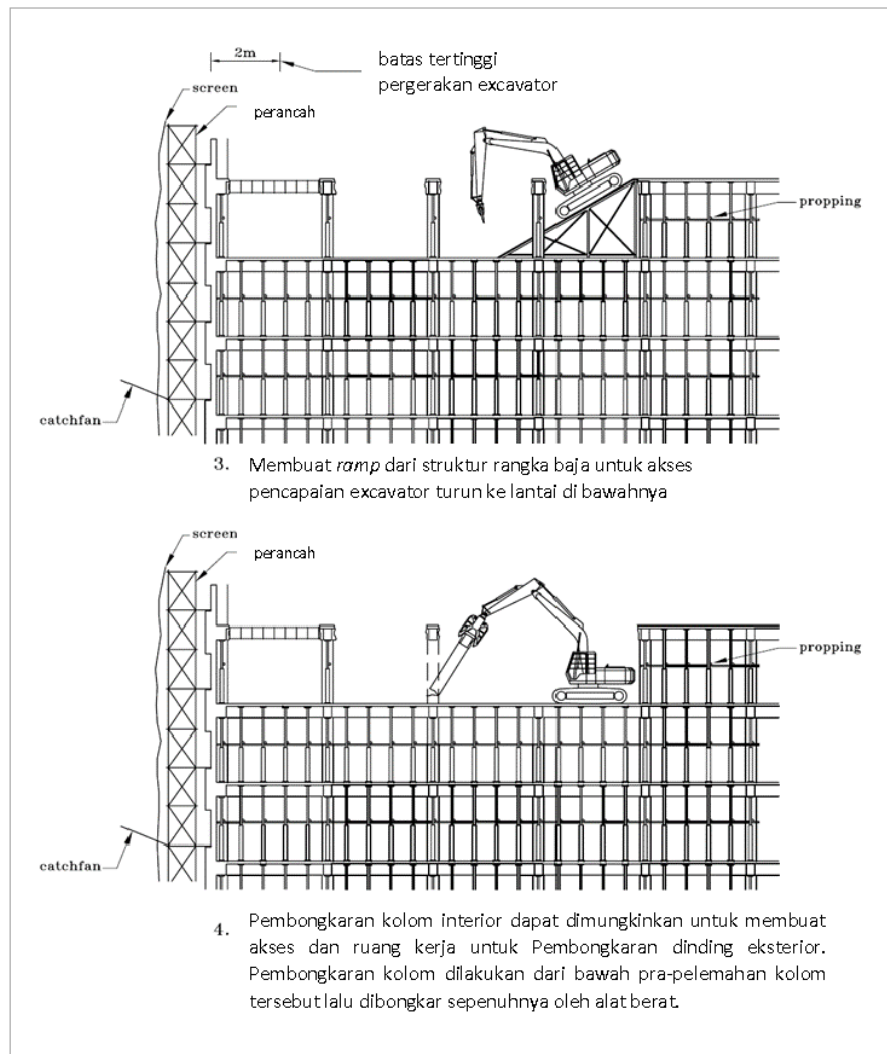 2m
batas tertinggi
pergerakan excavator
screen
perancah
propping
catchfan
3. Membuat ramp dari struktur rangka baja untuk akses
pencapaian excavator turun ke lantai di bawahnya
screen
perancah
propping
catchfan
4. Pembongkaran kolom interior dapat dimungkinkan untuk membuat
akses dan ruang kerja untuk Pembongkaran dinding eksterior.
Pembongkaran kolom dilakukan dari bawah pra-pelemahan kolom
tersebut lalu dibongkar sepenuhnya oleh alat berat.